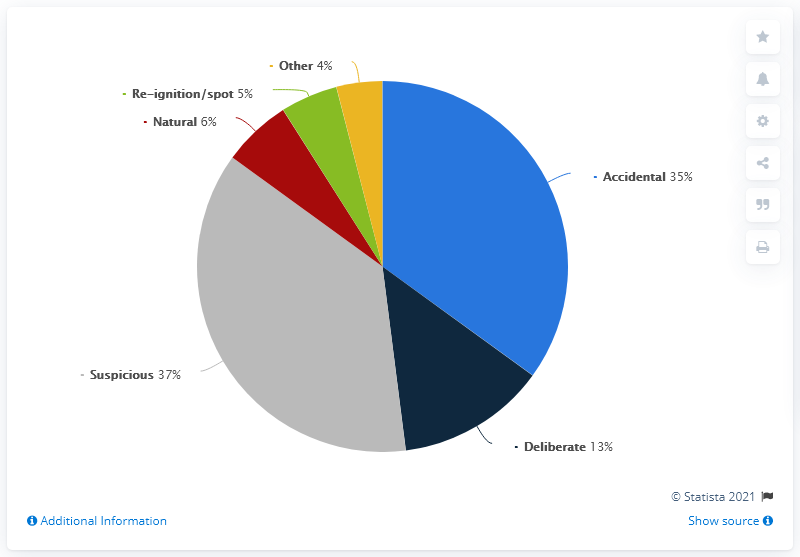 Other 4%
Re-ignition/spot 5%
Natural 6%
Accidental 35%
Suspicious 37%
Deliberate 13%
© Statista 2021
Additional Information
Show source